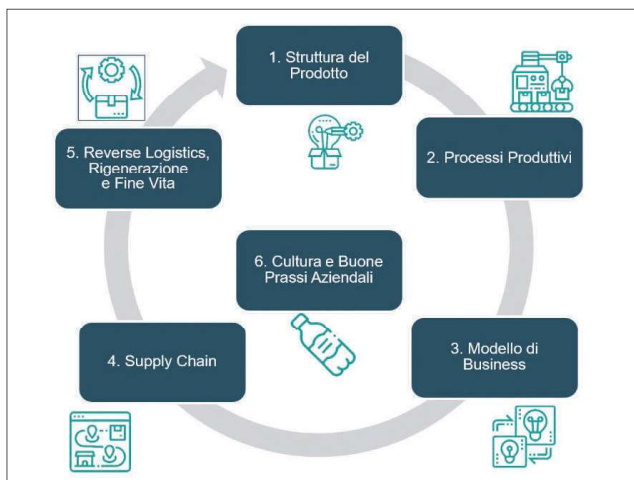 1. Struttura del
Prodotto
2. Processi Produttivi
3. Modello di
Business
4. Supply Chain
5. Reverse Logistics,
Rigenerazione
e Fine Vita
6. Cultura e Buone
Prassi Aziendali